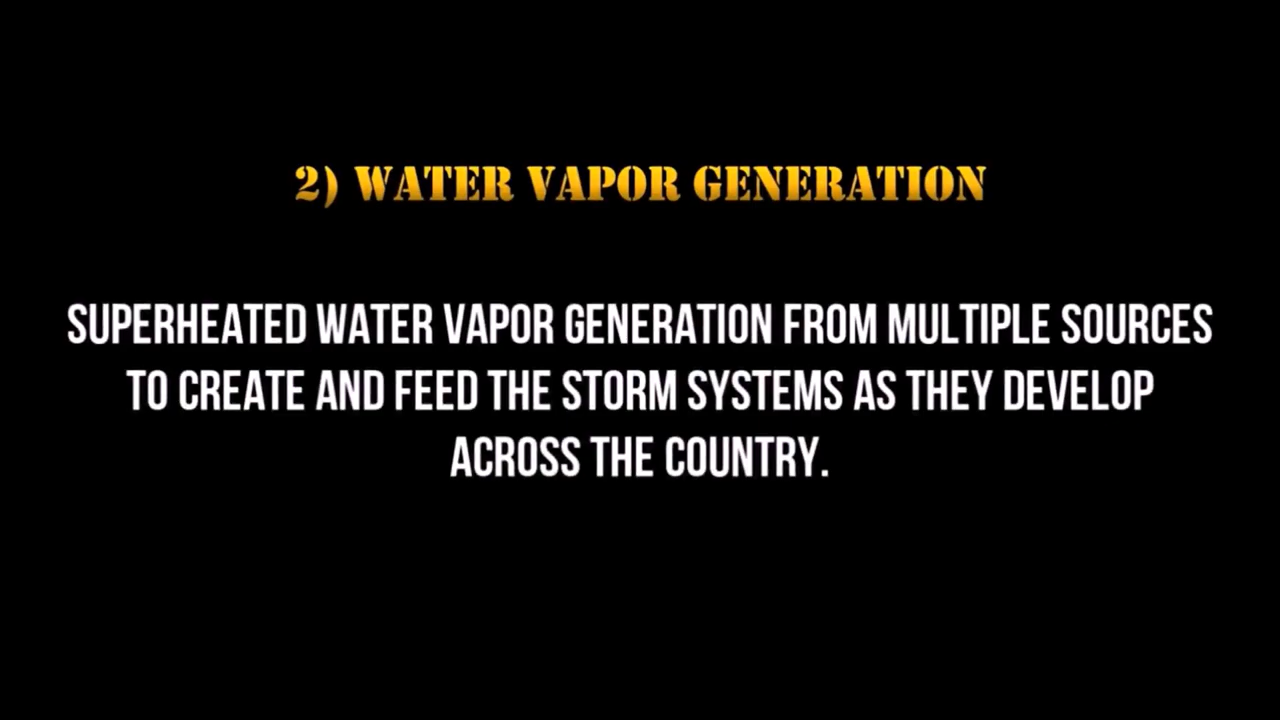 2) WATER VAPOR GENERATION
SUPERHEATED WATER VAPOR GENERATION FROM MULTIPLE SOURCES
TO CREATE AND FEED THE STORM SYSTEMS AS THEY DEVELOP
ACROSS THE COUNTRY.